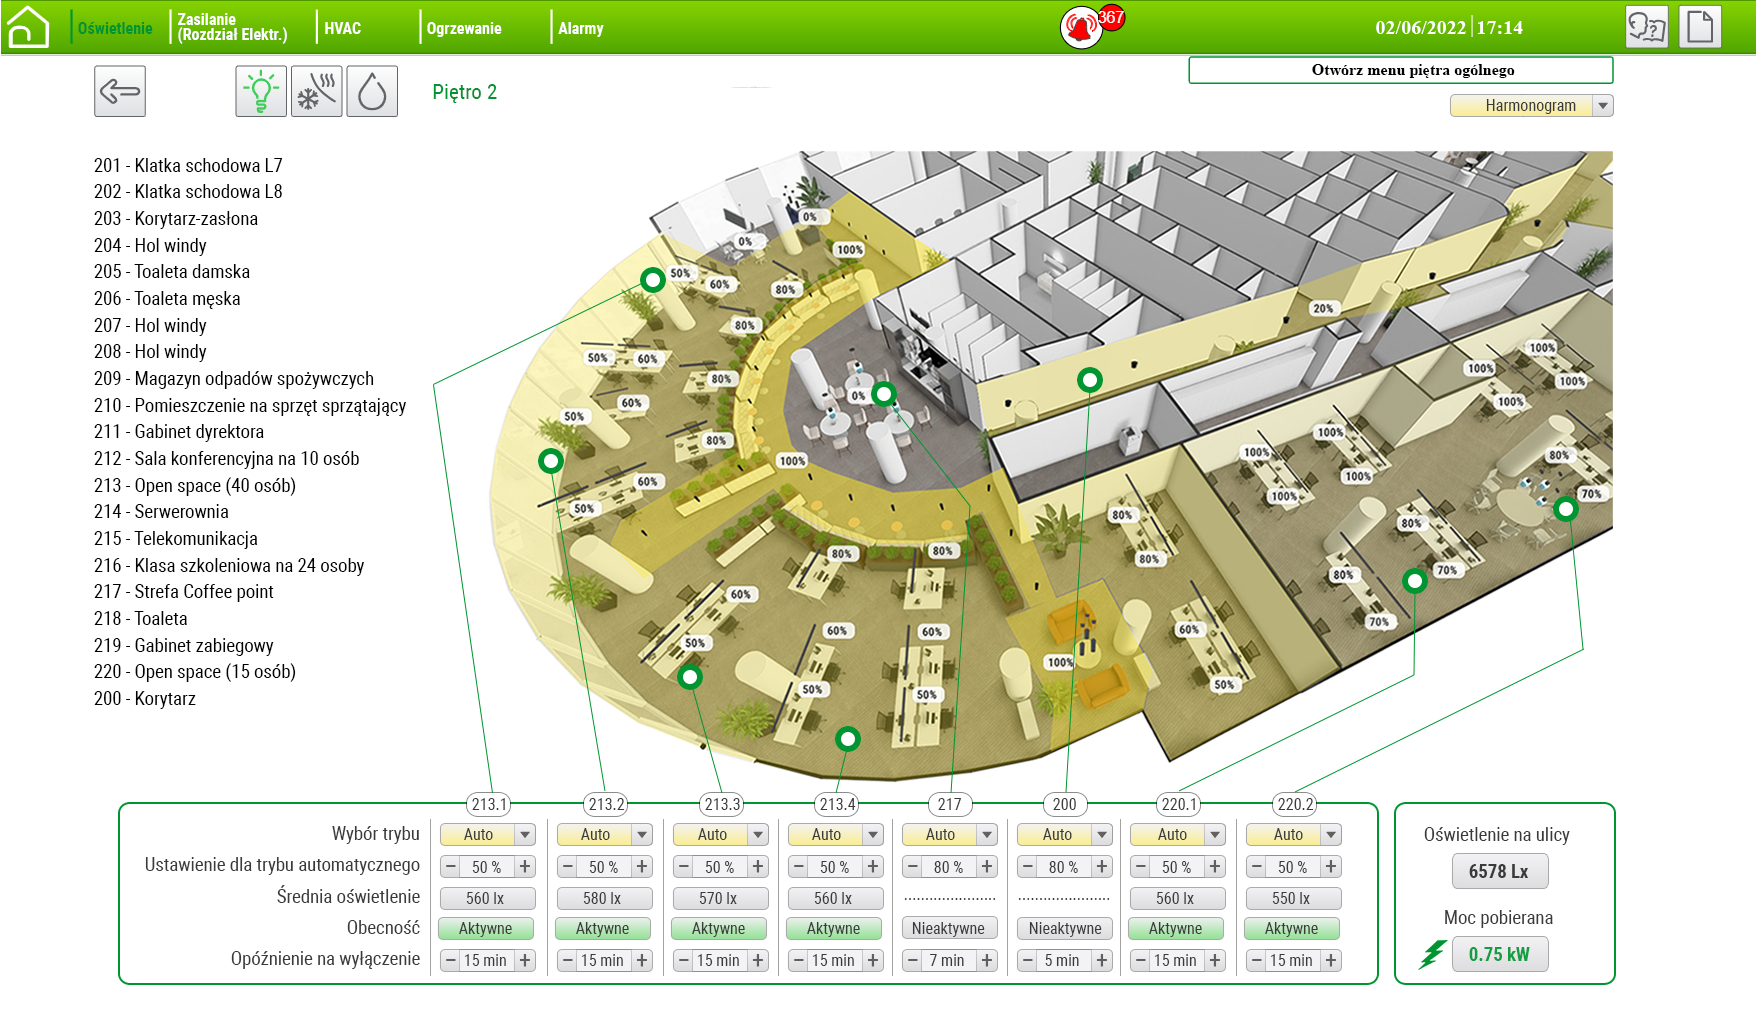 Oświetlenie
Zasilanie
(Rozdział Elektr.)
HVAC
Ogrzewanie
Alarmy
367
02/06/2022 | 17:14
?
Otwórz menu piętra ogólnego
Piętro 2
Harmonogram
201 - Klatka schodowa L7
202 - Klatka schodowa L8
203 - Korytarz-zasłona
204 - Hol windy
205 - Toaleta damska
206 - Toaleta męska
207 - Hol windy
208 - Hol windy
209 - Magazyn odpadów spożywczych
210 - Pomieszczenie na sprzęt sprzątający
211 - Gabinet dyrektora
212 - Sala konferencyjna na 10 osób
213 - Open space (40 osób)
214 - Serwerownia
215 - Telekomunikacja
216 - Klasa szkoleniowa na 24 osoby
217 - Strefa Coffee point
218 - Toaleta
219 - Gabinet zabiegowy
220 - Open space (15 osób)
200 - Korytarz
0%
0% 100%
50% 60% 80%
20%
80%
50% 60%
100%
100% 100%
80%
0%
60%
100%
50%
100%
80%
100%
100%
80%
100%
60%
100%
70%
50%
80%
80%
80% 80%
80%
70%
80%
60%
70%
60% 60% 60%
50%
100%
50% 50%
50%
213.1 213.2 213.3 213.4 217 200 220.1 220.2
Wybór trybu Auto Auto Auto Auto Auto Auto Auto Auto
Ustawienie dla trybu automatycznego − 50 % + − 50 % + − 50 % + − 50 % + − 80 % + − 80 % + − 50 % + − 50 % +
Średnia oświetlenie 560 lx 580 lx 570 lx 560 lx ....................... ....................... 560 lx 550 lx
Obecność Aktywne Aktywne Aktywne Aktywne Nieaktywne Nieaktywne Aktywne Aktywne
Opóźnienie na wyłączenie − 15 min + − 15 min + − 15 min + − 15 min + − 7 min + − 5 min + − 15 min + − 15 min +
Oświetlenie na ulicy
6578 Lx
Moc pobierana
0.75 kW